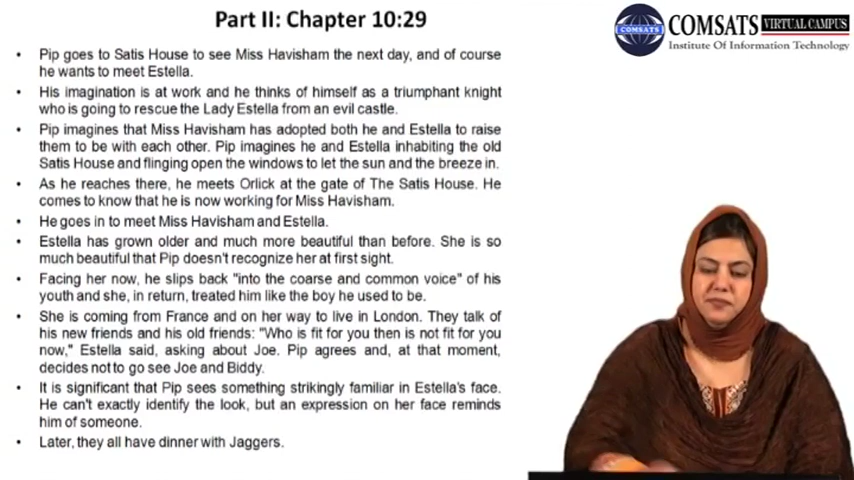 Part II: Chapter 10:29
COMSATS VIRTUAL CAMPUS
Institute Of Information Technology
COMSATS
• Pip goes to Satis House to see Miss Havisham the next day, and of course
he wants to meet Estella.
• His imagination is at work and he thinks of himself as a triumphant knight
who is going to rescue the Lady Estella from an evil castle.
• Pip imagines that Miss Havisham has adopted both he and Estella to raise
them to be with each other. Pip imagines he and Estella inhabiting the old
Satis House and flinging open the windows to let the sun and the breeze in.
• As he reaches there, he meets Orlick at the gate of The Satis House. He
comes to know that he is now working for Miss Havisham.
• He goes in to meet Miss Havisham and Estella.
• Estella has grown older and much more beautiful than before. She is so
much beautiful that Pip doesn't recognize her at first sight.
• Facing her now, he slips back "into the coarse and common voice" of his
youth and she, in return, treated him like the boy he used to be.
• She is coming from France and on her way to live in London. They talk of
his new friends and his old friends: "Who is fit for you then is not fit for you
now," Estella said, asking about Joe. Pip agrees and, at that moment,
decides not to go see Joe and Biddy.
• It is significant that Pip sees something strikingly familiar in Estella's face.
He can't exactly identify the look, but an expression on her face reminds
him of someone.
• Later, they all have dinner with Jaggers.